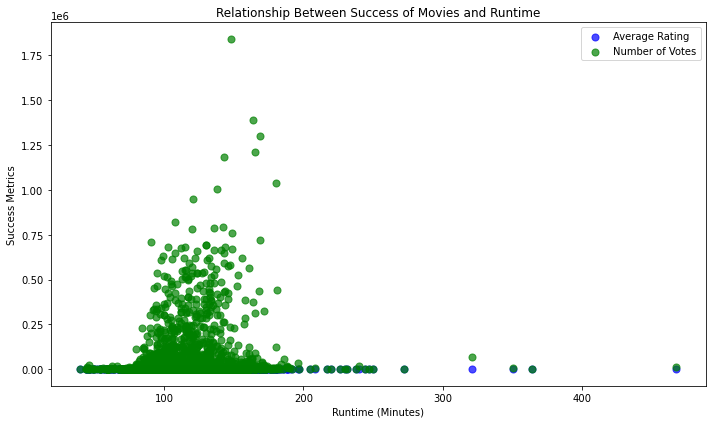 Relationship Between Success of Movies and Runtime
1e6
Average Rating
Number of Votes
1.75
1.50
1.25
1.00
0.75
0.50
0.25
0.00
Success Metrics
100
200
300
400
Runtime (Minutes)